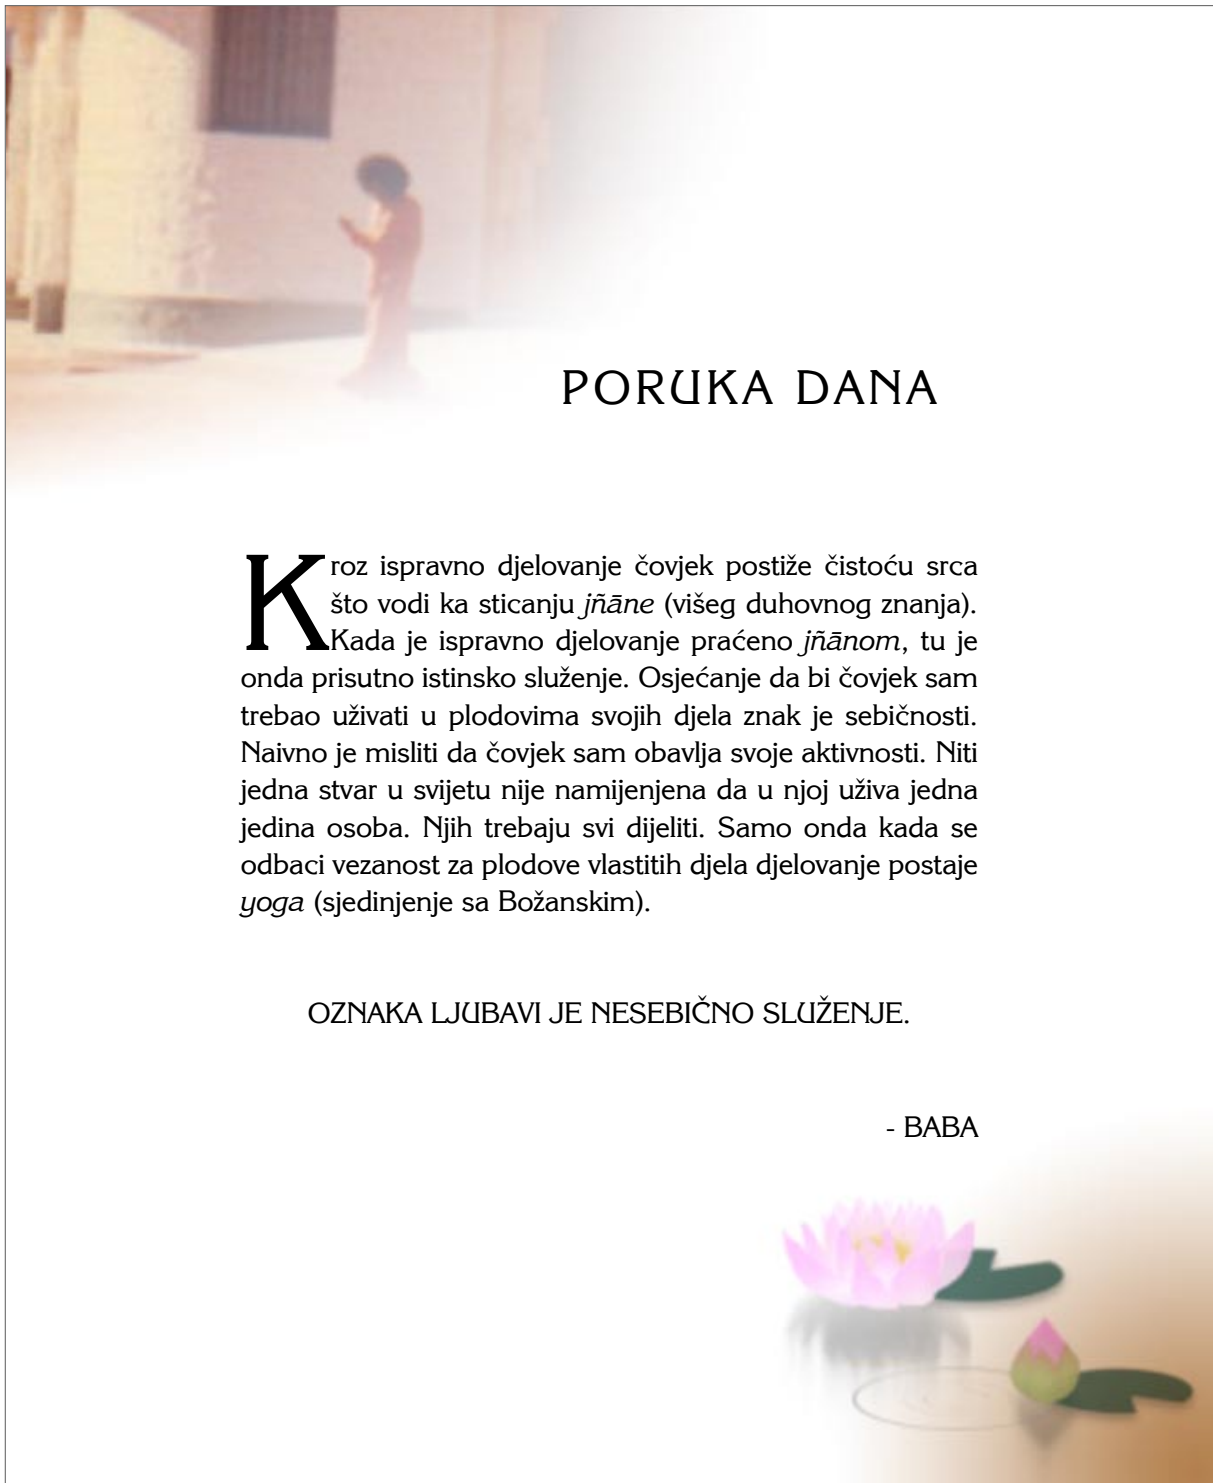 PORUKA DANA
Kroz ispravno djelovanje čovjek postiže čistoću srca
što vodi ka sticanju jñāne (višeg duhovnog znanja).
Kada je ispravno djelovanje praćeno jñānom, tu je
onda prisutno istinsko služenje. Osjećanje da bi čovjek sam
trebao uživati u plodovima svojih djela znak je sebičnosti.
Naivno je misliti da čovjek sam obavlja svoje aktivnosti. Niti
jedna stvar u svijetu nije namijenjena da u njoj uživa jedna
jedina osoba. Njih trebaju svi dijeliti. Samo onda kada se
odbaci vezanost za plodove vlastitih djela djelovanje postaje
yoga (sjedinjenje sa Božanskim).
OZNAKA LJUBAVI JE NESEBIČNO SLUŽENJE.
- BABA